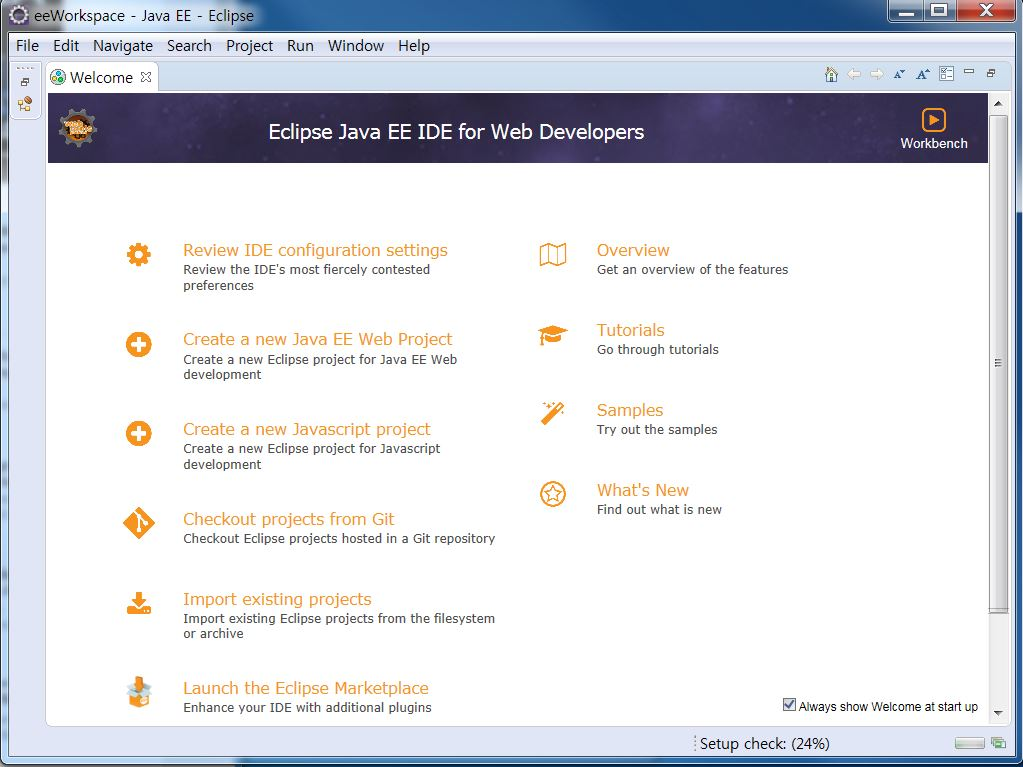 eeWorkspace - Java EE - Eclipse
File Edit Navigate Search Project Run Window Help
Welcome
Eclipse Java EE IDE for Web Developers
Workbench
Review IDE configuration settings
Review the IDE's most fiercely contested
preferences
Create a new Java EE Web Project
Create a new Eclipse project for Java EE Web
development
Create a new Javascript project
Create a new Eclipse project for Javascript
development
Checkout projects from Git
Checkout Eclipse projects hosted in a Git repository
Import existing projects
Import existing Eclipse projects from the filesystem
or archive
Launch the Eclipse Marketplace
Enhance your IDE with additional plugins
Overview
Get an overview of the features
Tutorials
Go through tutorials
Samples
Try out the samples
What's New
Find out what is new
Always show Welcome at start up
Setup check: (24%)